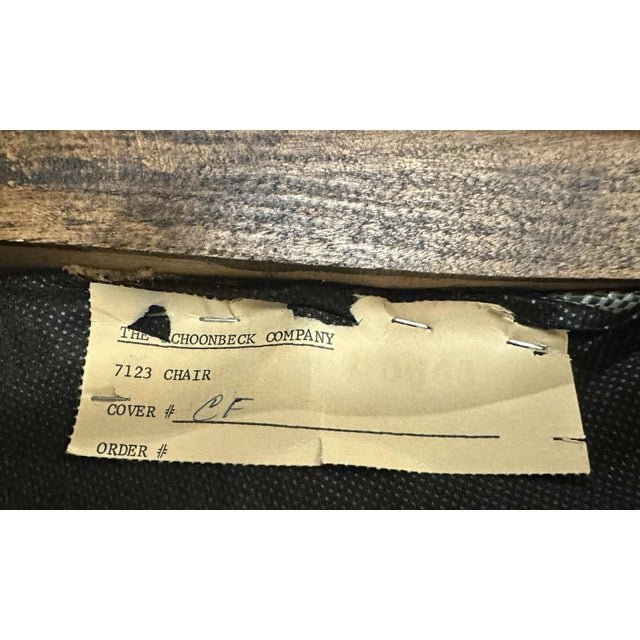 THE SCHOONBECK COMPANY
7123 CHAIR
COVER # CF
ORDER #